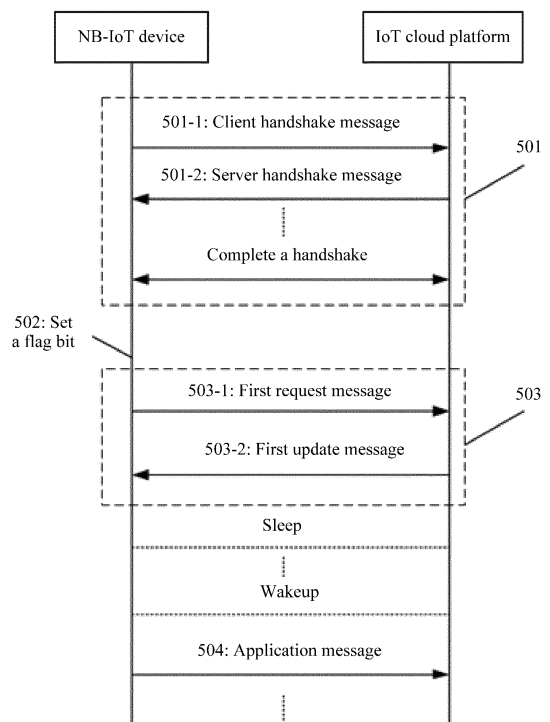 NB-IoT device
IoT cloud platform
501-1: Client handshake message
501
501-2: Server handshake message
Complete a handshake
502: Set
a flag bit
503-1: First request message
503
503-2: First update message
Sleep
Wakeup
504: Application message